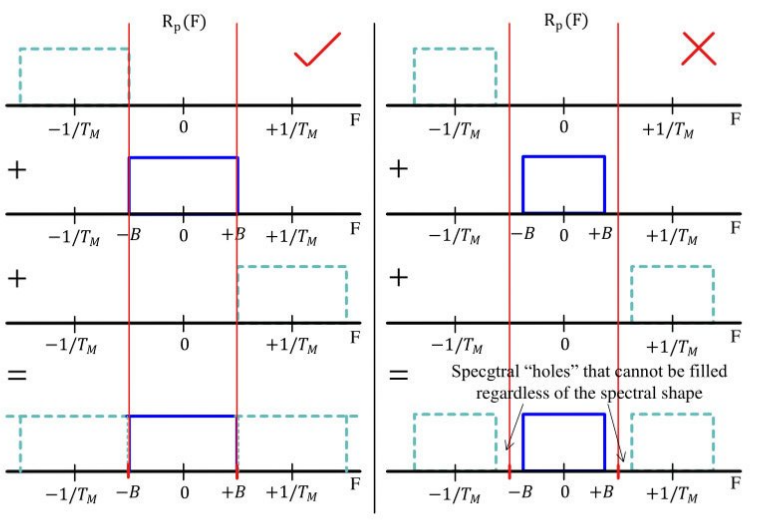 R_p(F)
−1/T_M 0 +1/T_M F
+
−1/T_M −B 0 +B +1/T_M F
+
−1/T_M 0 +1/T_M F
=
−1/T_M −B 0 +B +1/T_M F
R_p(F)
−1/T_M 0 +1/T_M F
+
−1/T_M −B 0 +B +1/T_M F
+
−1/T_M 0 +1/T_M F
=
Specgtral “holes” that cannot be filled
regardless of the spectral shape
−1/T_M −B 0 +B +1/T_M F